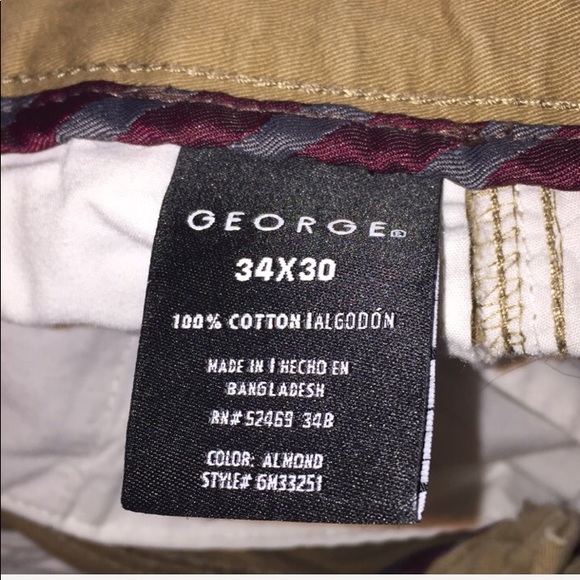 GEORGE®
34X30
100% COTTON|ALGODÓN
MADE IN | HECHO EN
BANGLADESH
RN# 52469 34B
COLOR: ALMOND
STYLE# GM33251